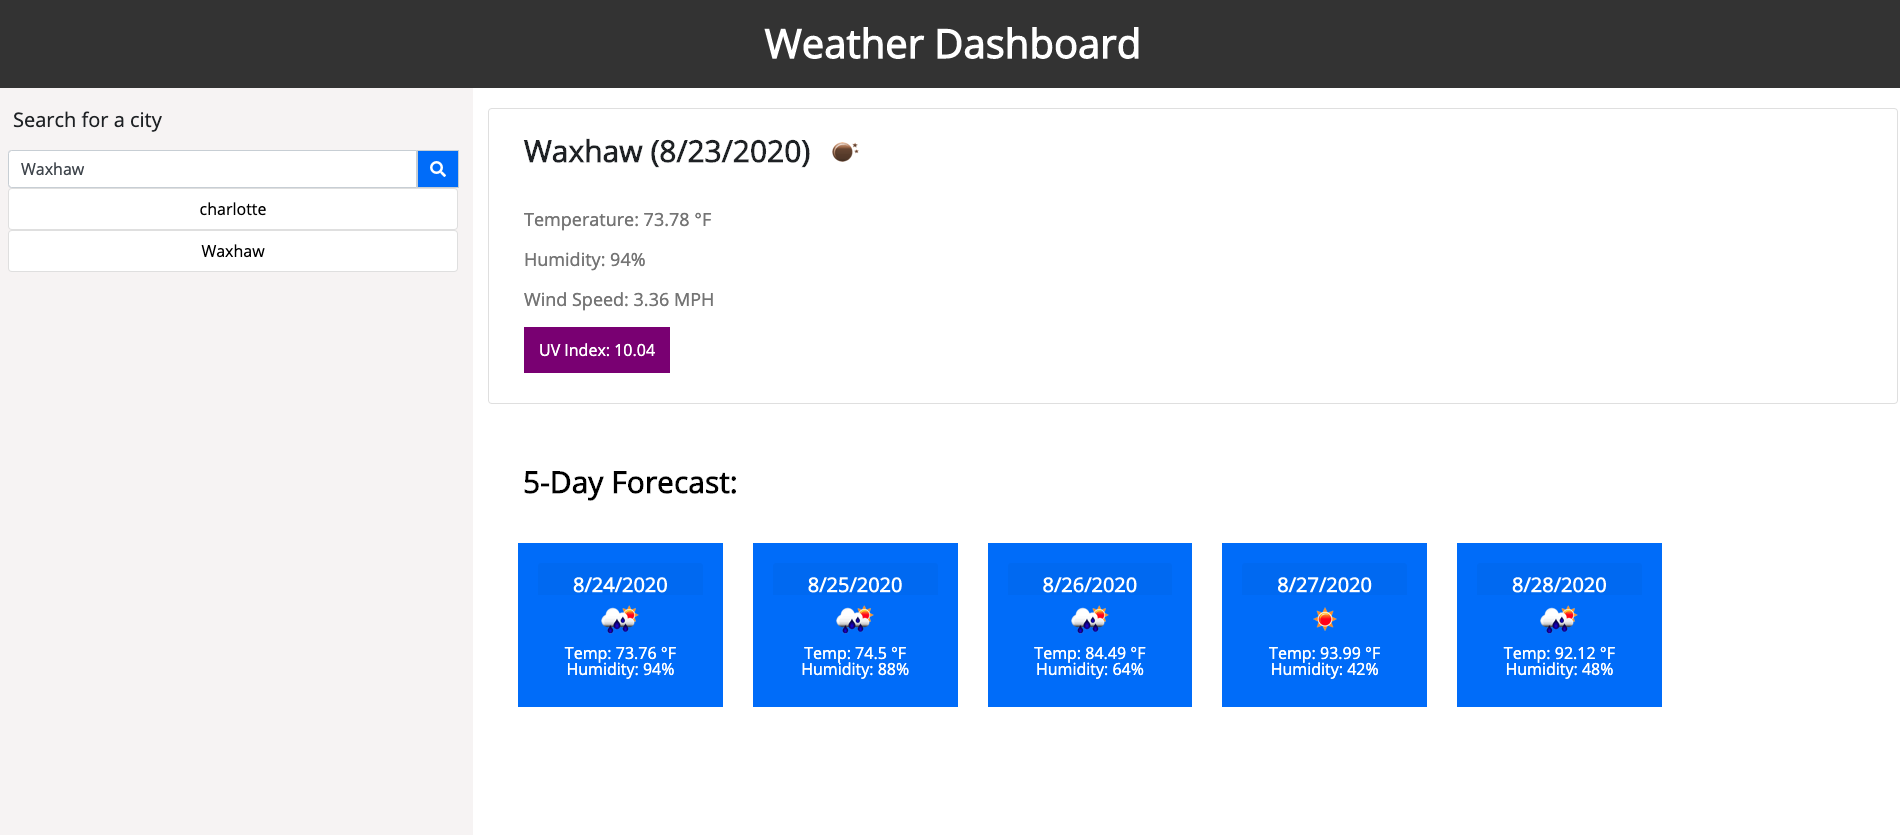 Weather Dashboard
Search for a city
Waxhaw
charlotte
Waxhaw
Waxhaw (8/23/2020)
Temperature: 73.78 °F
Humidity: 94%
Wind Speed: 3.36 MPH
UV Index: 10.04
5-Day Forecast:
8/24/2020
Temp: 73.76 °F
Humidity: 94%
8/25/2020
Temp: 74.5 °F
Humidity: 88%
8/26/2020
Temp: 84.49 °F
Humidity: 64%
8/27/2020
Temp: 93.99 °F
Humidity: 42%
8/28/2020
Temp: 92.12 °F
Humidity: 48%